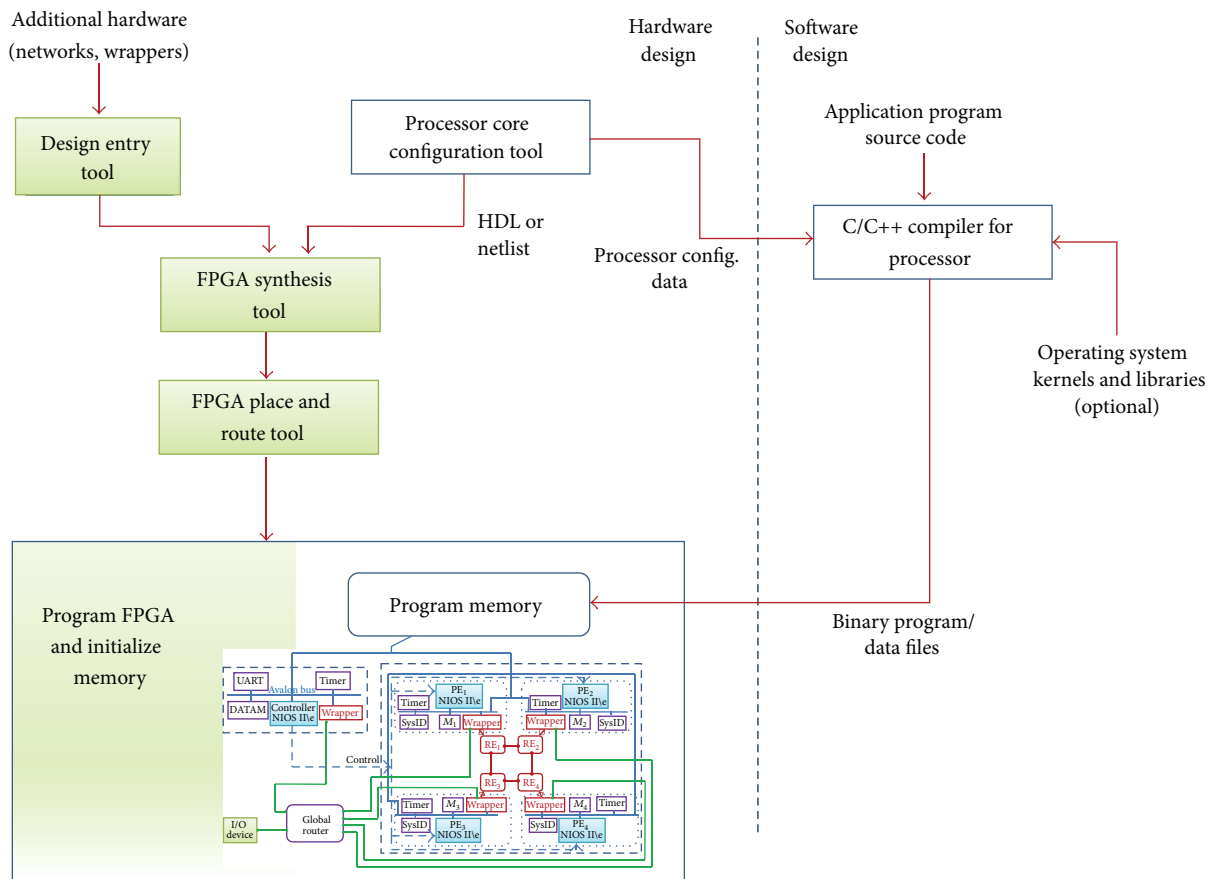 Additional hardware
(networks, wrappers)
Hardware
design
Software
design
Design entry
tool
Processor core
configuration tool
Application program
source code
HDL or
netlist
Processor config.
data
C/C++ compiler for
processor
FPGA synthesis
tool
FPGA place and
route tool
Operating system
kernels and libraries
(optional)
Program FPGA
and initialize
memory
Program memory
Binary program/
data files
UART
Timer
Avalon bus
DATAM
Controller
NIOS II\e
Wrapper
PE1
NIOS II\e
Timer
SysID
M1
Wrapper
PE2
NIOS II\e
Timer
Wrapper
M2
SysID
RE1
RE2
RE3
RE4
Controll
Timer
M3
Wrapper
SysID
PE3
NIOS II\e
Wrapper
M4
Timer
SysID
PE4
NIOS II\e
I/O
device
Global
router